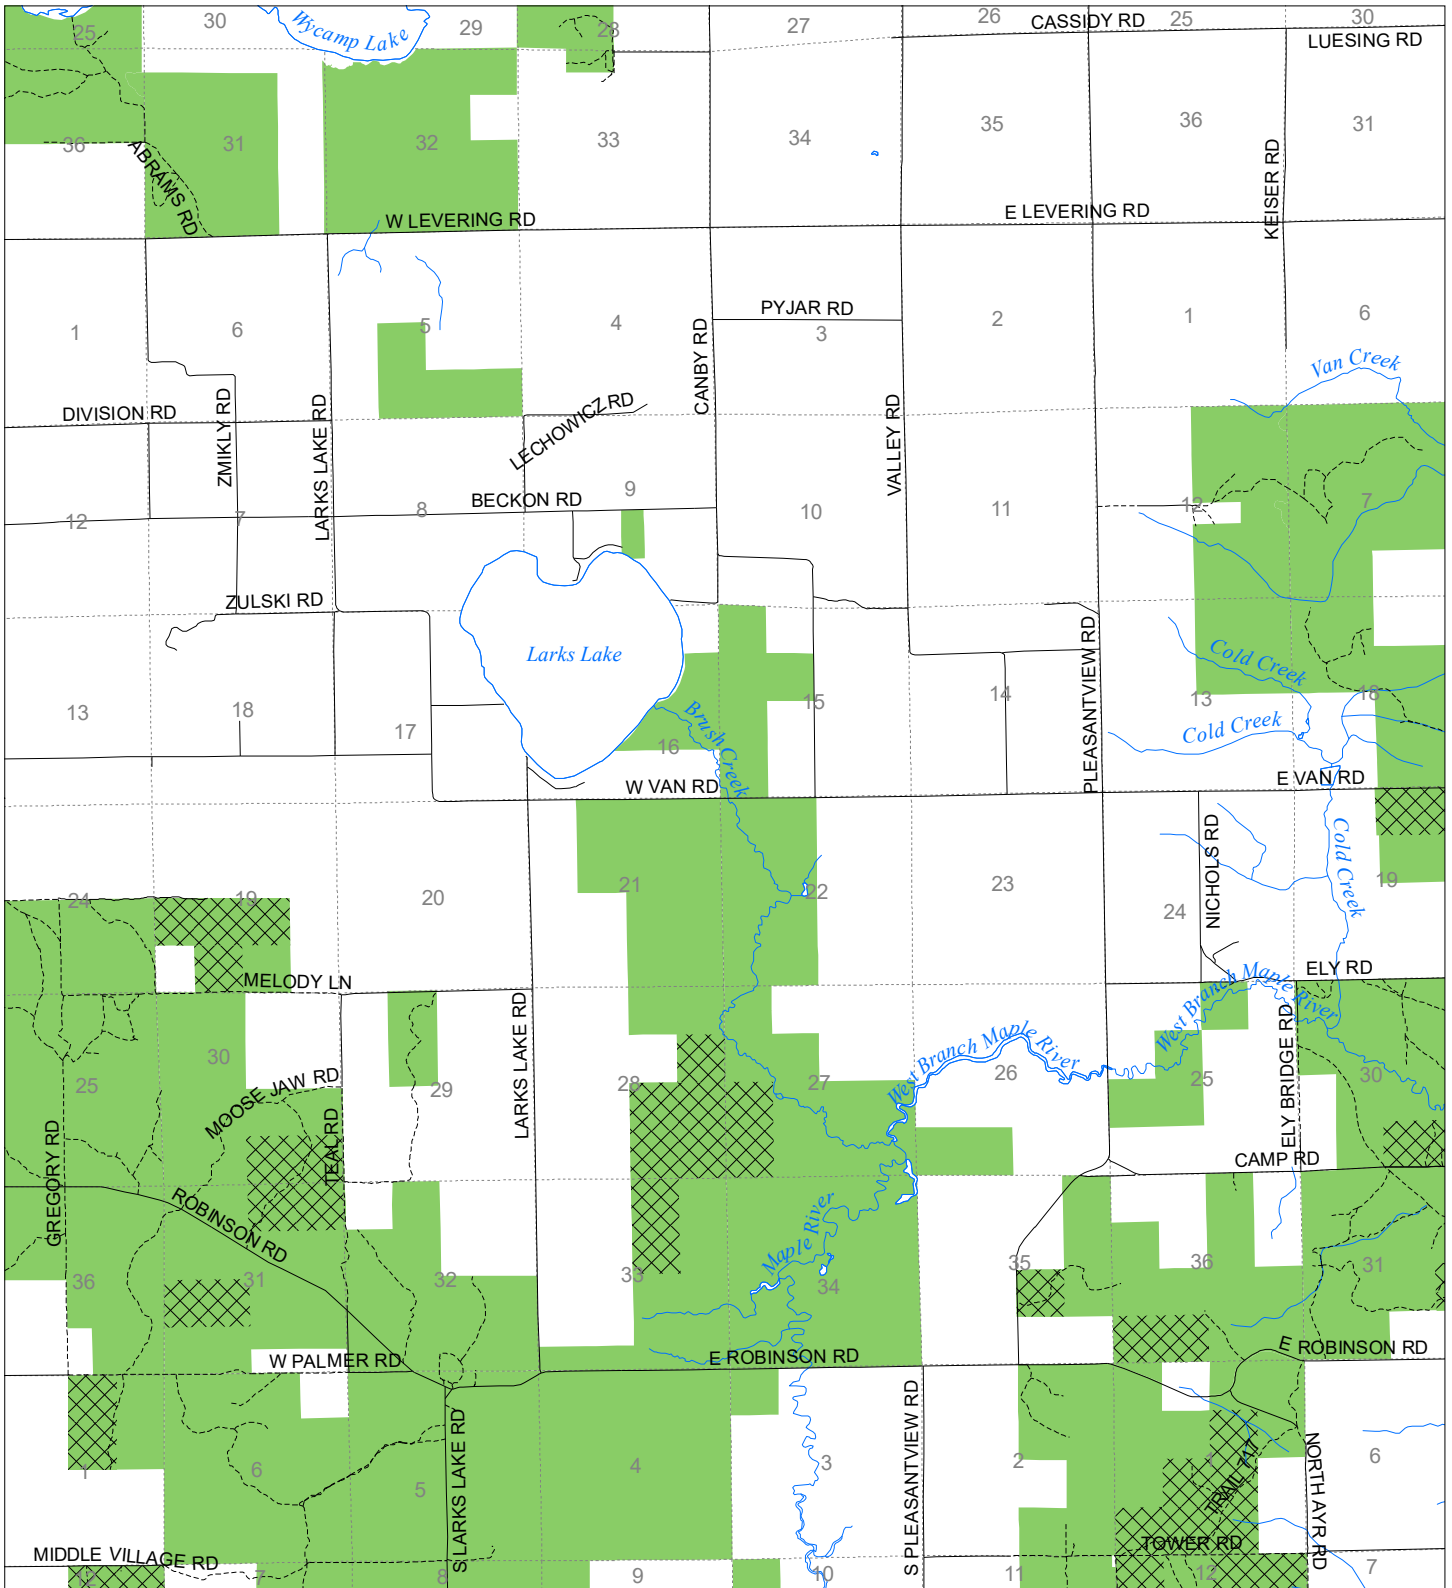 25
30
Wycamp Lake
29
28
27
26
CASSIDY RD
25
30
LUESING RD
36
31
32
33
34
35
36
31
ABRAMS RD
KEISER RD
W LEVERING RD
E LEVERING RD
1
6
5
4
PYJAR RD
3
2
1
6
CANBY RD
Van Creek
DIVISION RD
ZMIKLY RD
LARKS LAKE RD
LECHOWICZ RD
VALLEY RD
12
7
8
BECKON RD
9
10
11
12
7
ZULSKI RD
Larks Lake
PLEASANTVIEW RD
Cold Creek
13
18
17
16
Brush Creek
15
14
13
18
Cold Creek
W VAN RD
E VAN RD
NICHOLS RD
Cold Creek
24
19
20
21
22
23
24
19
MELODY LN
ELY RD
LARKS LAKE RD
West Branch Maple River
West Branch Maple River
ELY BRIDGE RD
25
30
29
28
27
26
25
30
MOOSE JAW RD
TEAL RD
GREGORY RD
CAMP RD
ROBINSON RD
Maple River
36
31
32
33
34
35
36
31
W PALMER RD
E ROBINSON RD
E ROBINSON RD
S LARKS LAKE RD
S PLEASANTVIEW RD
NORTH AYR RD
1
6
5
4
3
2
1
6
TRAIL 747
MIDDLE VILLAGE RD
TOWER RD
12
7
8
9
10
11
12
7